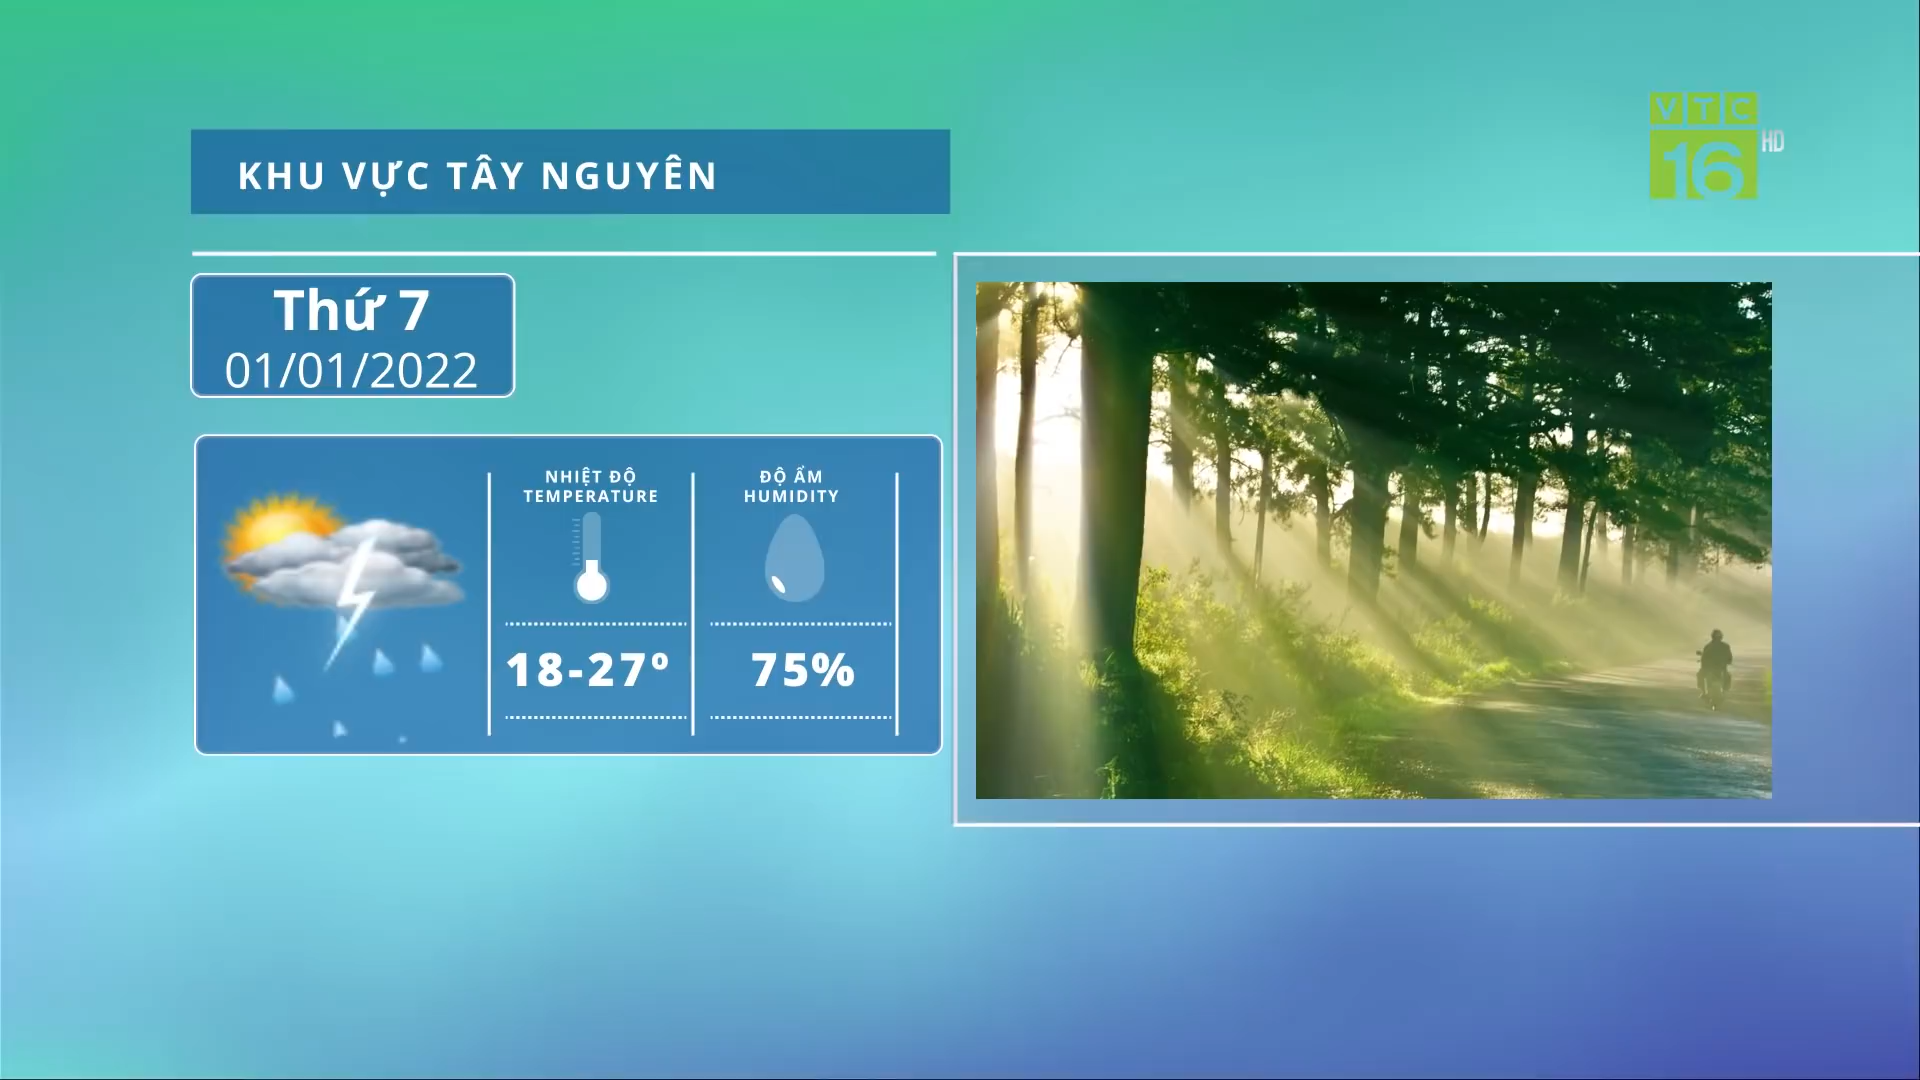 VTC
16 HD
KHU VỰC TÂY NGUYÊN
Thứ 7
01/01/2022
NHIỆT ĐỘ
TEMPERATURE
18-27º
ĐỘ ẨM
HUMIDITY
75%